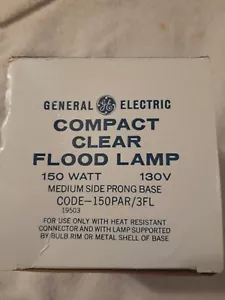 GENERAL GE ELECTRIC
COMPACT
CLEAR
FLOOD LAMP
150 WATT 130V
MEDIUM SIDE PRONG BASE
CODE-150PAR/3FL
19503
FOR USE ONLY WITH HEAT RESISTANT
CONNECTOR AND WITH LAMP SUPPORTED
BY BULB RIM OR METAL SHELL OF BASE